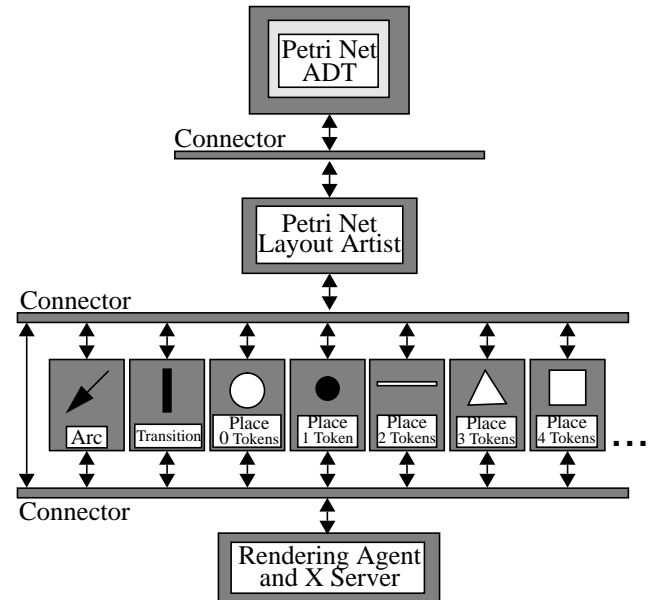 Petri Net
ADT
Connector
Petri Net
Layout Artist
Connector
Arc
Transition
Place
0 Tokens
Place
1 Token
Place
2 Tokens
Place
3 Tokens
Place
4 Tokens
...
Connector
Rendering Agent
and X Server